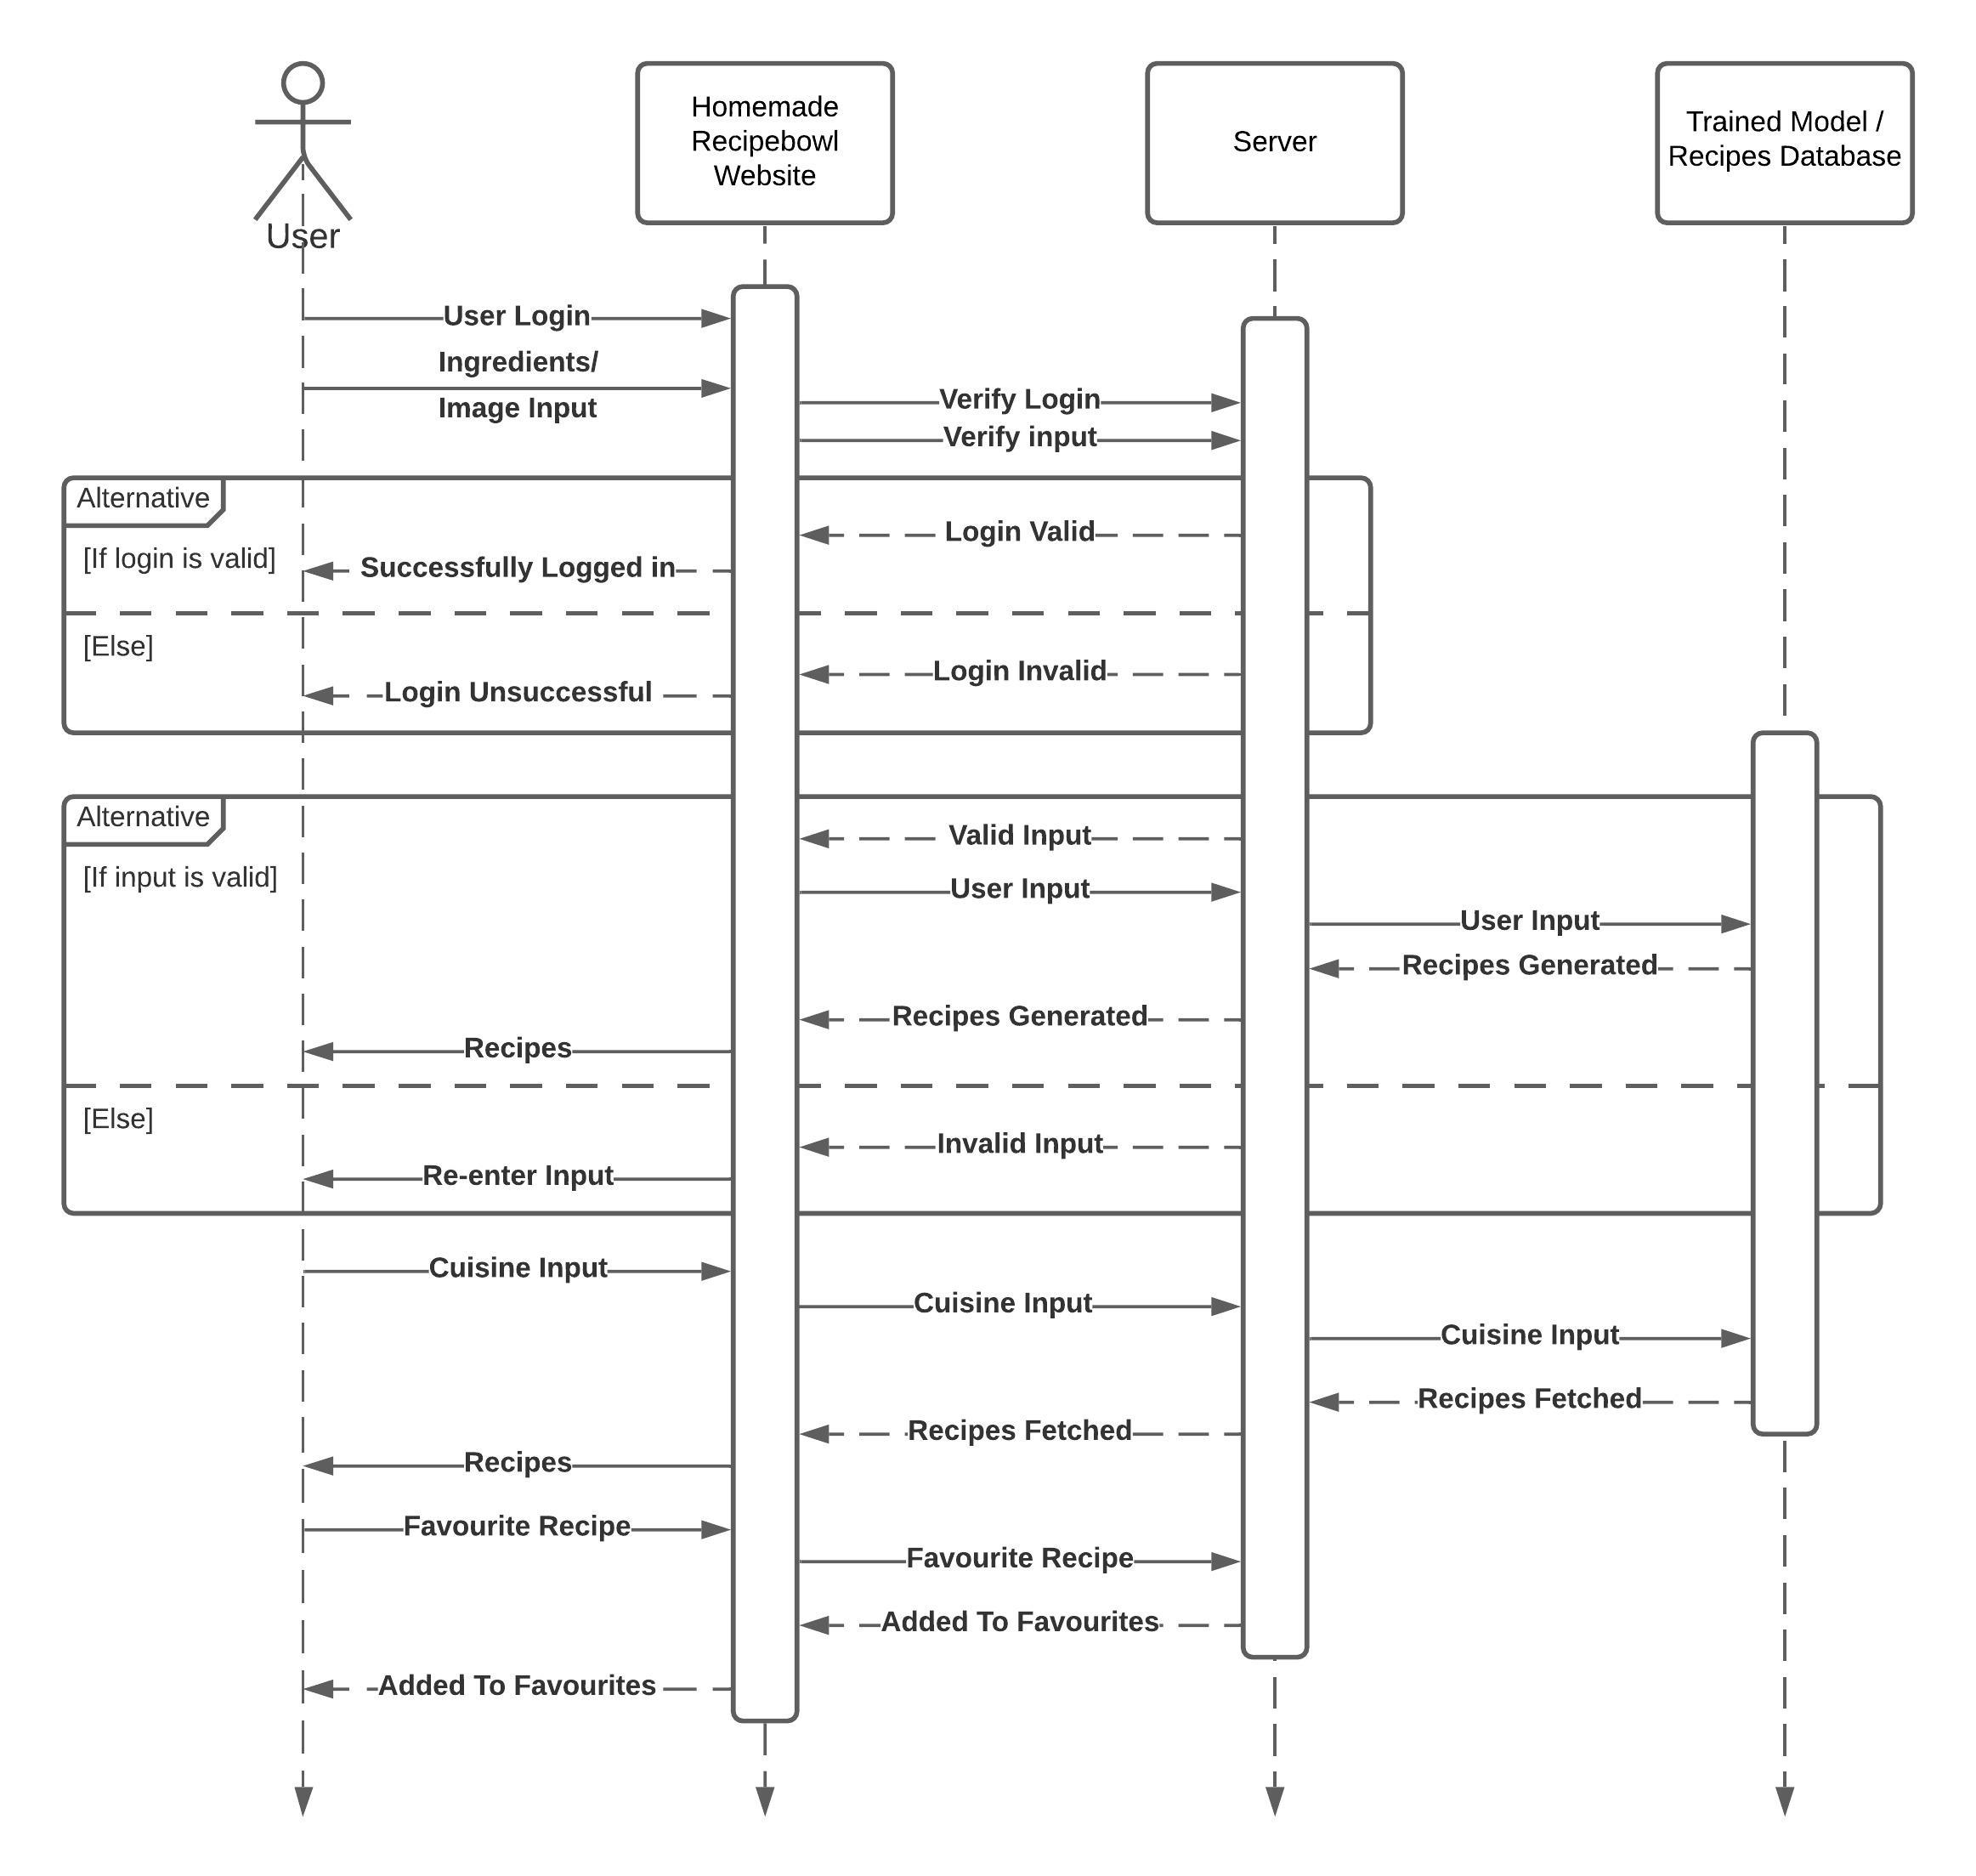 Homemade
Recipebowl
Website
Server
Trained Model /
Recipes Database
User
User Login
Ingredients/
Image Input
Verify Login
Verify input
Alternative
[If login is valid]
Login Valid
Successfully Logged in
[Else]
Login Invalid
Login Unsuccessful
Alternative
[If input is valid]
Valid Input
User Input
User Input
Recipes Generated
Recipes Generated
Recipes
[Else]
Invalid Input
Re-enter Input
Cuisine Input
Cuisine Input
Cuisine Input
Recipes Fetched
Recipes Fetched
Recipes
Favourite Recipe
Favourite Recipe
Added To Favourites
Added To Favourites